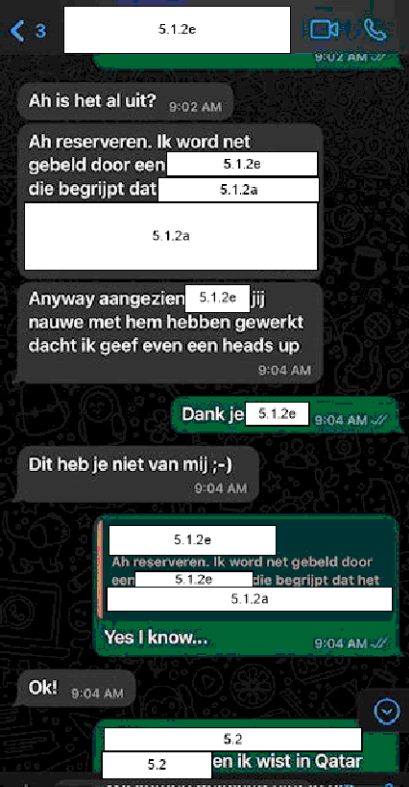 3 5.1.2e
9:02 AM
Ah is het al uit? 9:02 AM
Ah reserveren. Ik word net
gebeld door een 5.1.2e
die begrijpt dat 5.1.2a
5.1.2a
Anyway aangezien 5.1.2e jij
nauwe met hem hebben gewerkt
dacht ik geef even een heads up
9:04 AM
Dank je 5.1.2e 9:04 AM
Dit heb je niet van mij ;-)
9:04 AM
5.1.2e
Ah reserveren. Ik word net gebeld door
een 5.1.2e die begrijpt dat het
5.1.2a
Yes I know... 9:04 AM
Ok! 9:04 AM
5.2
5.2 en ik wist in Qatar